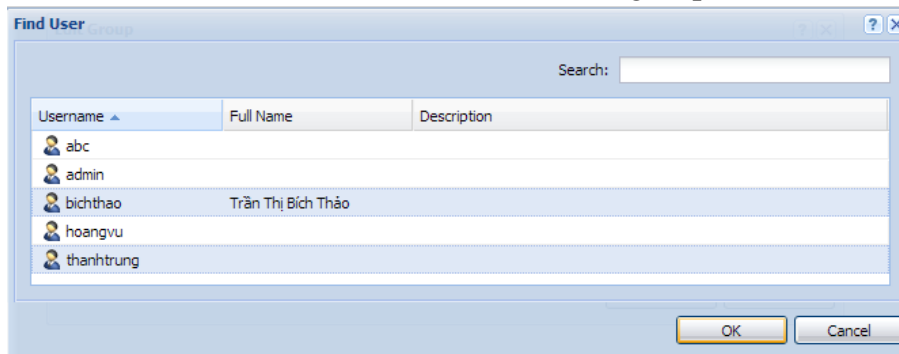 Find User
Search:
Username Full Name Description
abc
admin
bichthao Trần Thị Bích Thảo
hoangvu
thanhtrung
OK Cancel